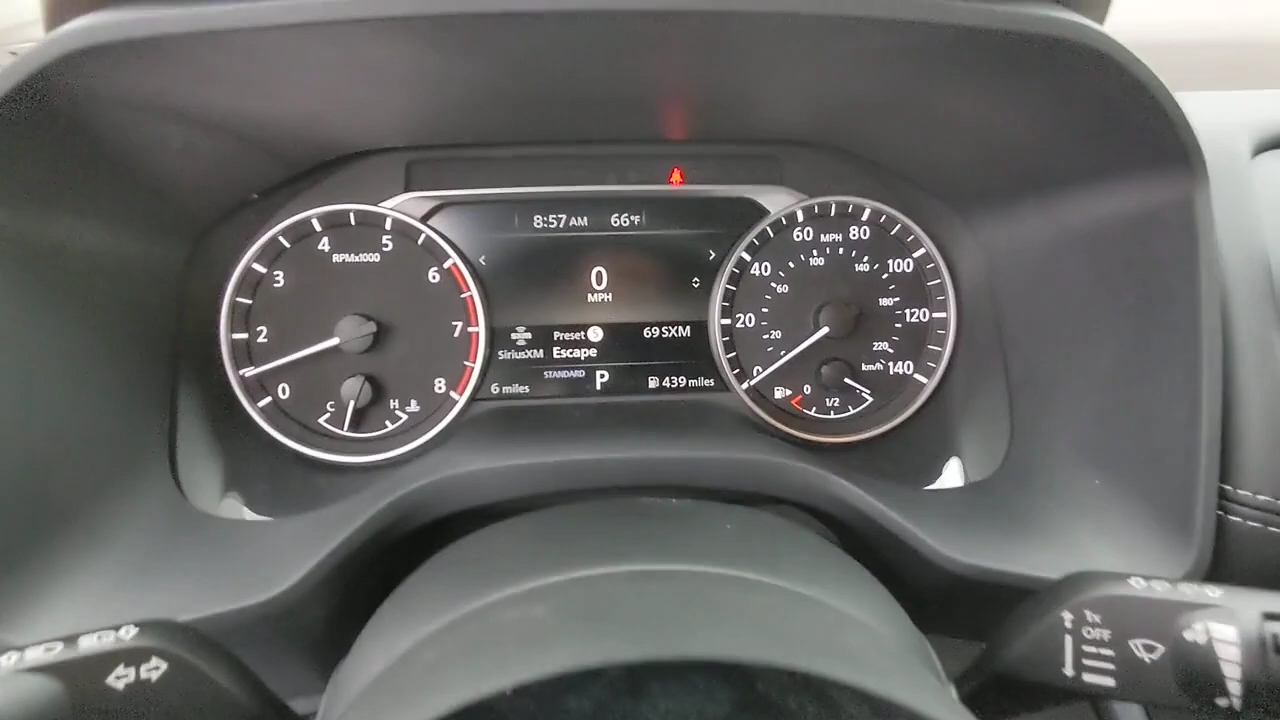 8:57 AM 66°F
0
MPH
Preset 5 69 SXM
SiriusXM Escape
STANDARD
6 miles P 439 miles
0 2 3 4 5 6 7 8
RPMx1000
C H
0 20 40 60 80 100 120 140
MPH
20 60 100 140 180 220
km/h
0 1/2
1x
OFF